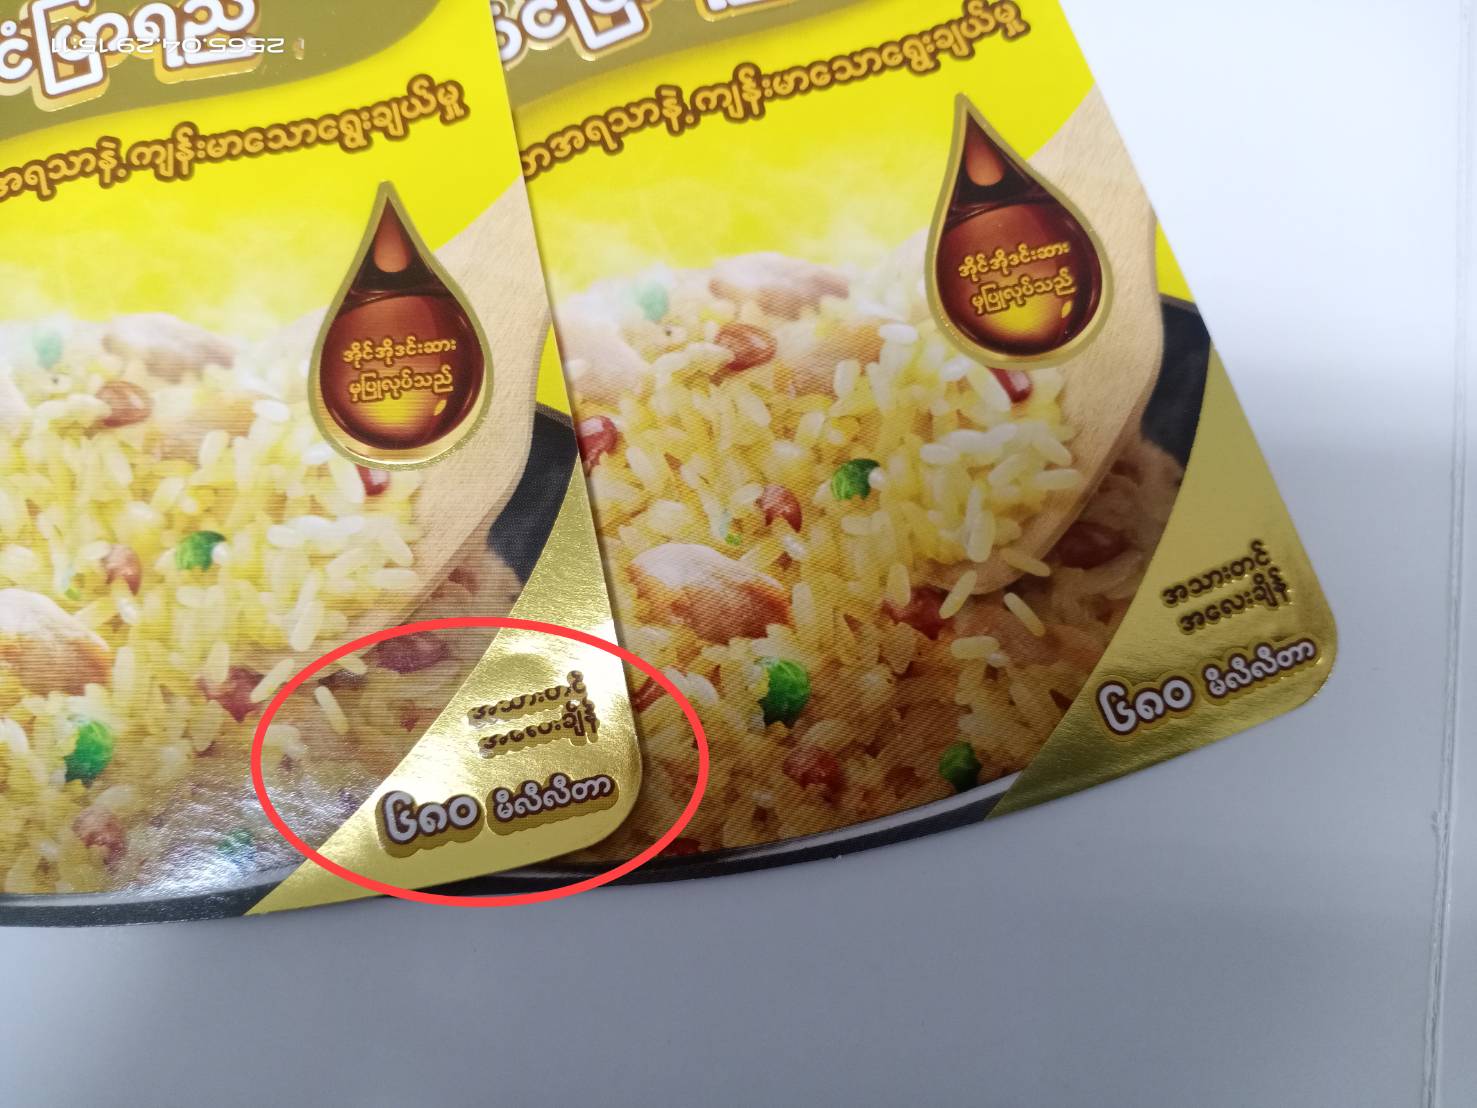 2565.04.29 15:11
အရသာနဲ့ ကျန်းမာသောရွေးချယ်မှု
အိုင်အိုဒင်းဆား
မှပြုလုပ်သည်
အသားတင်
အလေးချိန်
၆၈၀ မီလီလီတာ
အရသာနဲ့ ကျန်းမာသောရွေးချယ်မှု
အိုင်အိုဒင်းဆား
မှပြုလုပ်သည်
အသားတင်
အလေးချိန်
၆၈၀ မီလီလီတာ